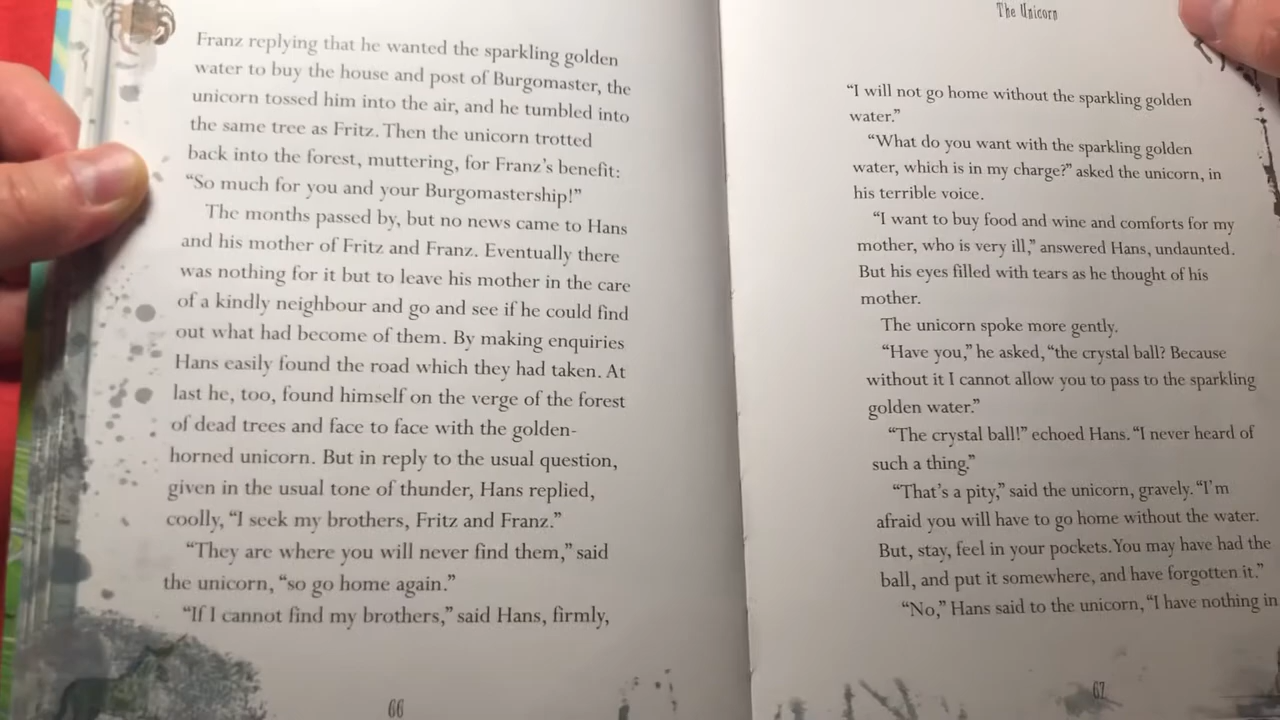 Franz replying that he wanted the sparkling golden
water to buy the house and post of Burgomaster, the
unicorn tossed him into the air, and he tumbled into
the same tree as Fritz. Then the unicorn trotted
back into the forest, muttering, for Franz's benefit:
“So much for you and your Burgomastership!”
The months passed by, but no news came to Hans
and his mother of Fritz and Franz. Eventually there
was nothing for it but to leave his mother in the care
of a kindly neighbour and go and see if he could find
out what had become of them. By making enquiries
Hans easily found the road which they had taken. At
last he, too, found himself on the verge of the forest
of dead trees and face to face with the golden-
horned unicorn. But in reply to the usual question,
given in the usual tone of thunder, Hans replied,
coolly, “I seek my brothers, Fritz and Franz.”
“They are where you will never find them,” said
the unicorn, “so go home again.”
“If I cannot find my brothers,” said Hans, firmly,
66
The Unicorn
“I will not go home without the sparkling golden
water.”
“What do you want with the sparkling golden
water, which is in my charge?” asked the unicorn, in
his terrible voice.
“I want to buy food and wine and comforts for my
mother, who is very ill,” answered Hans, undaunted.
But his eyes filled with tears as he thought of his
mother.
The unicorn spoke more gently.
“Have you,” he asked, “the crystal ball? Because
without it I cannot allow you to pass to the sparkling
golden water.”
“The crystal ball!” echoed Hans. “I never heard of
such a thing.”
“That's a pity,” said the unicorn, gravely. “I'm
afraid you will have to go home without the water.
But, stay, feel in your pockets. You may have had the
ball, and put it somewhere, and have forgotten it.”
“No,” Hans said to the unicorn, “I have nothing in
67